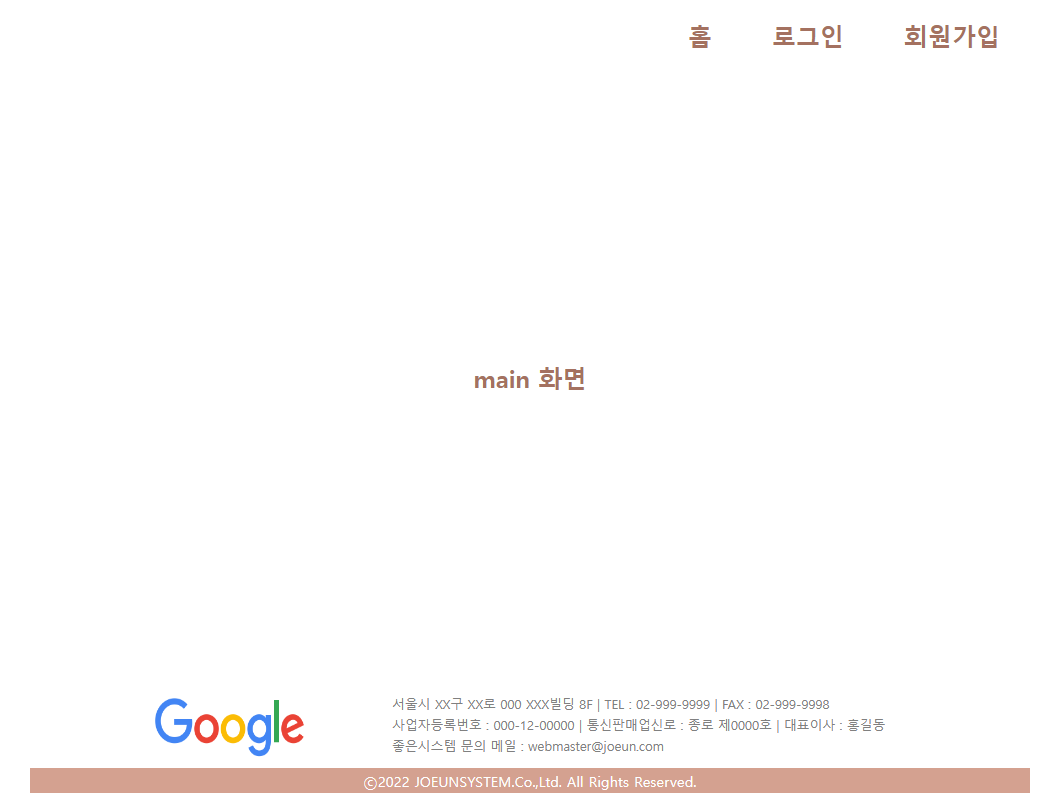 홈 로그인 회원가입
main 화면
Google
서울시 XX구 XX로 000 XXX빌딩 8F | TEL : 02-999-9999 | FAX : 02-999-9998
사업자등록번호 : 000-12-00000 | 통신판매업신로 : 종로 제0000호 | 대표이사 : 홍길동
좋은시스템 문의 메일 : webmaster@joeun.com
ⓒ2022 JOEUNSYSTEM.Co.,Ltd. All Rights Reserved.